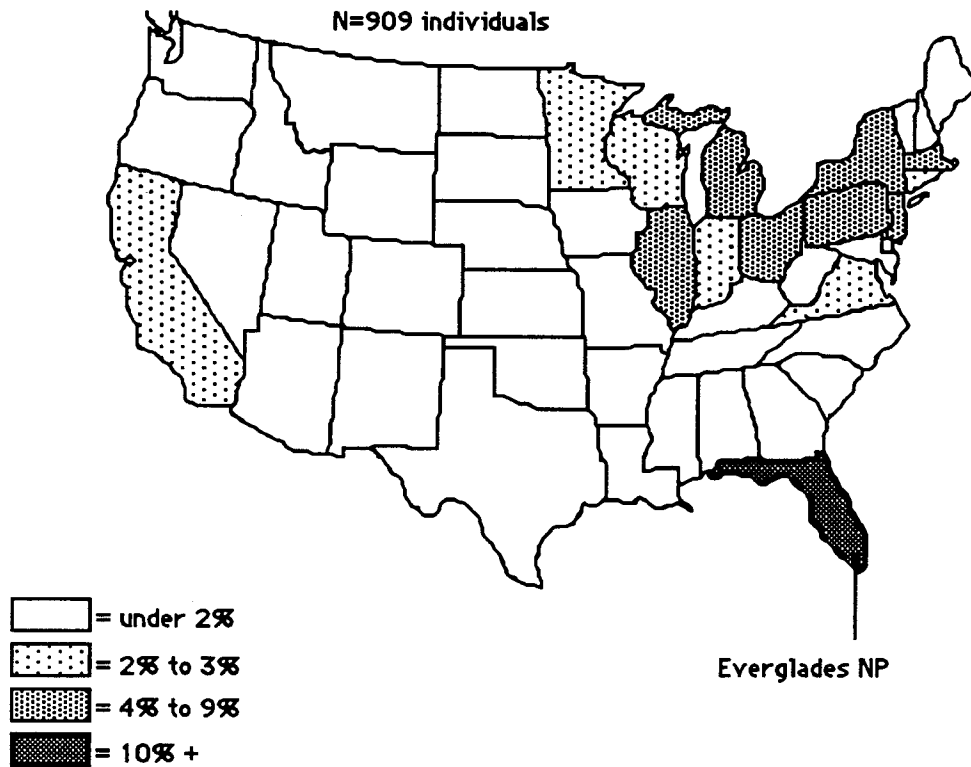 N=909 individuals
= under 2%
= 2% to 3%
= 4% to 9%
= 10% +
Everglades NP